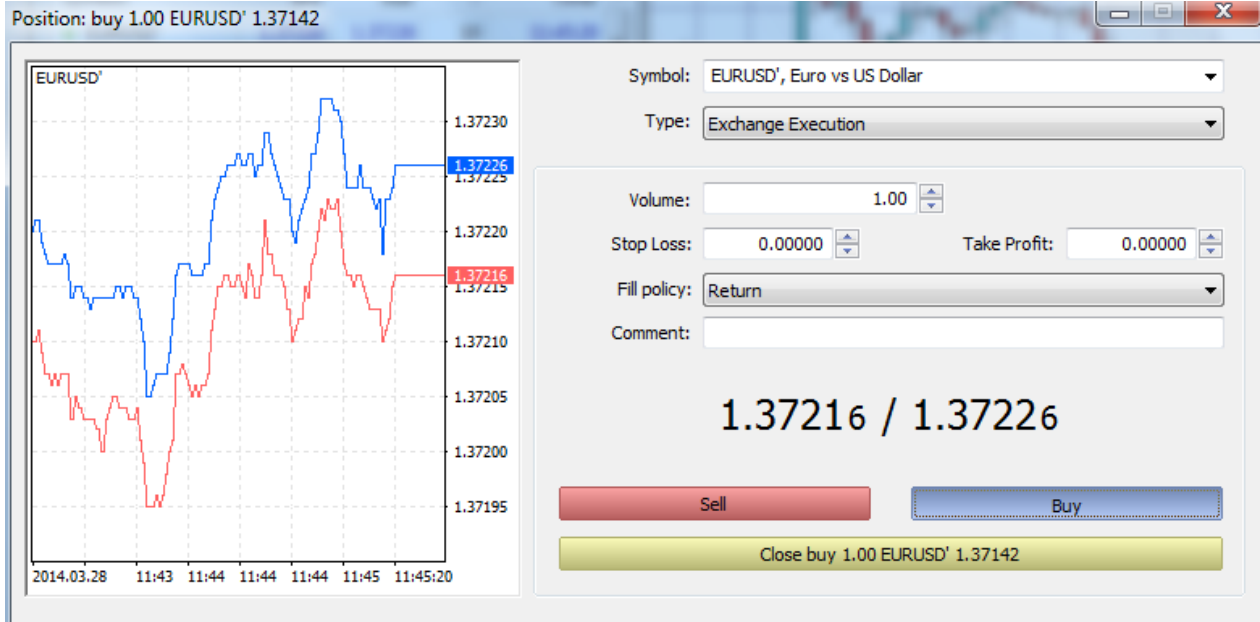 Position: buy 1.00 EURUSD' 1.37142
EURUSD'
1.37230
1.37226
1.37225
1.37220
1.37216
1.37215
1.37210
1.37205
1.37200
1.37195
2014.03.28 11:43 11:44 11:44 11:44 11:45 11:45:20
Symbol: EURUSD', Euro vs US Dollar
Type: Exchange Execution
Volume: 1.00
Stop Loss: 0.00000 Take Profit: 0.00000
Fill policy: Return
Comment:
1.37216 / 1.37226
Sell Buy
Close buy 1.00 EURUSD' 1.37142